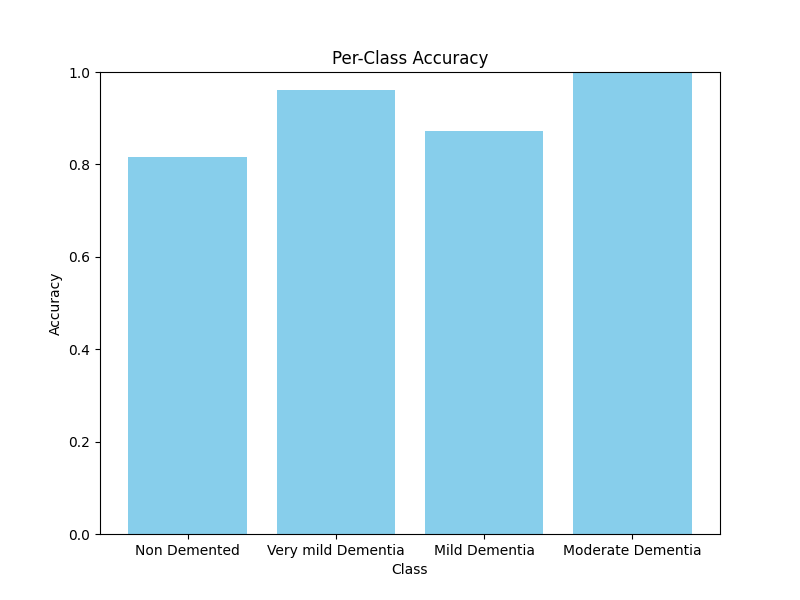 Per-Class Accuracy
1.0
0.8
0.6
0.4
0.2
0.0
Accuracy
Non Demented
Very mild Dementia
Mild Dementia
Moderate Dementia
Class